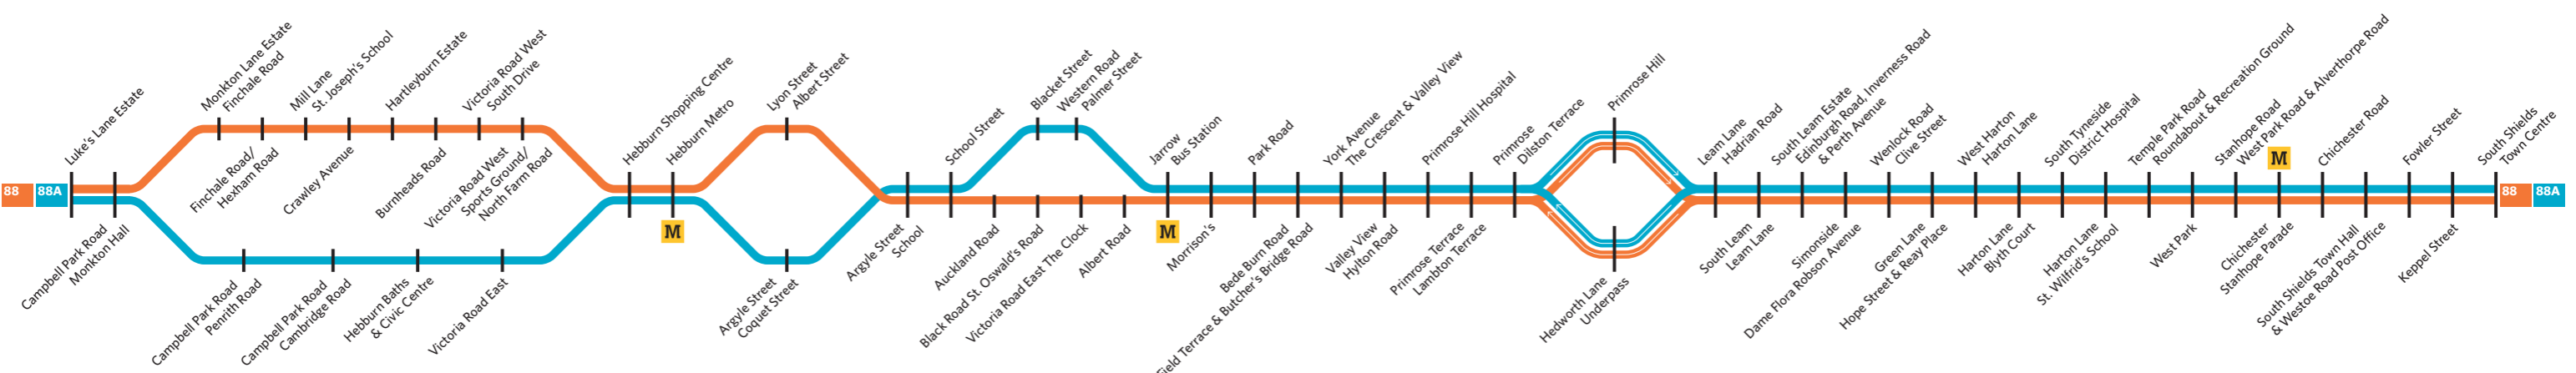 88
88A
Luke's Lane Estate
Campbell Park Road
Monkton Hall
Monkton Lane Estate
Finchale Road
Finchale Road/
Hexham Road
Mill Lane
St. Joseph's School
Crawley Avenue
Hartleyburn Estate
Burnheads Road
Victoria Road West
South Drive
Victoria Road West
Sports Ground/
North Farm Road
Campbell Park Road
Penrith Road
Campbell Park Road
Cambridge Road
Hebburn Baths
& Civic Centre
Victoria Road East
Hebburn Shopping Centre
Hebburn Metro
M
Lyon Street
Albert Street
Argyle Street
Coquet Street
Argyle Street
School
School Street
Auckland Road
Blacket Street
Western Road
Palmer Street
Black Road St. Oswald's Road
Victoria Road East The Clock
Albert Road
Jarrow
Bus Station
M
Morrison's
Park Road
Bede Burn Road
Field Terrace & Butcher's Bridge Road
York Avenue
The Crescent & Valley View
Valley View
Hylton Road
Primrose Hill Hospital
Primrose Terrace
Lambton Terrace
Primrose
Dilston Terrace
Primrose Hill
Hedworth Lane
Underpass
Leam Lane
Hadrian Road
South Leam
Leam Lane
South Leam Estate
Edinburgh Road, Inverness Road
& Perth Avenue
Simonside
Dame Flora Robson Avenue
Wenlock Road
Clive Street
Green Lane
Hope Street & Reay Place
West Harton
Harton Lane
Harton Lane
Blyth Court
South Tyneside
District Hospital
Harton Lane
St. Wilfrid's School
Temple Park Road
Roundabout & Recreation Ground
West Park
Stanhope Road
West Park Road & Alverthorpe Road
M
Chichester
Stanhope Parade
Chichester Road
South Shields Town Hall
& Westoe Road Post Office
Fowler Street
Keppel Street
South Shields
Town Centre
88
88A